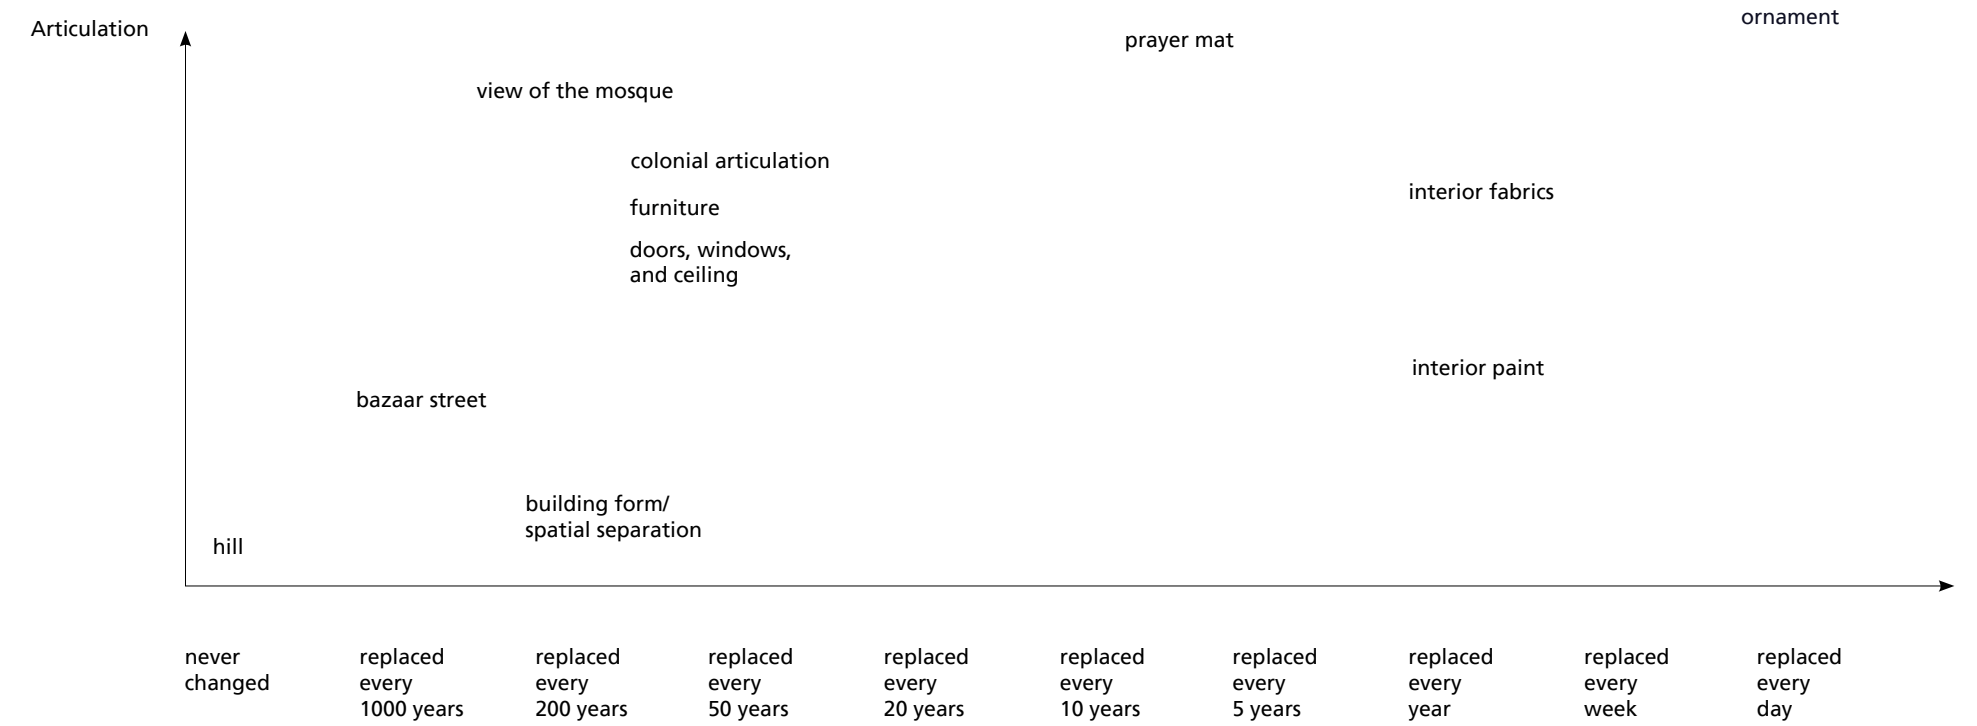 ornament
Articulation
prayer mat
view of the mosque
colonial articulation
interior fabrics
furniture
doors, windows,
and ceiling
interior paint
bazaar street
building form/
spatial separation
hill
never
changed
replaced
every
1000 years
replaced
every
200 years
replaced
every
50 years
replaced
every
20 years
replaced
every
10 years
replaced
every
5 years
replaced
every
year
replaced
every
week
replaced
every
day